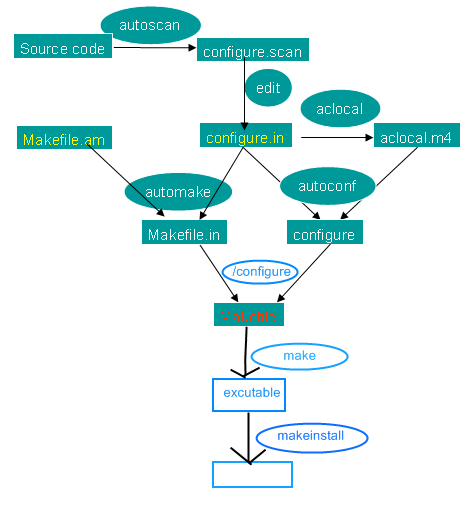 autoscan
Source code
configure.scan
edit
aclocal
Makefile.am
configure.in
aclocal.m4
automake
autoconf
Makefile.in
configure
/configure
make
excutable
makeinstall